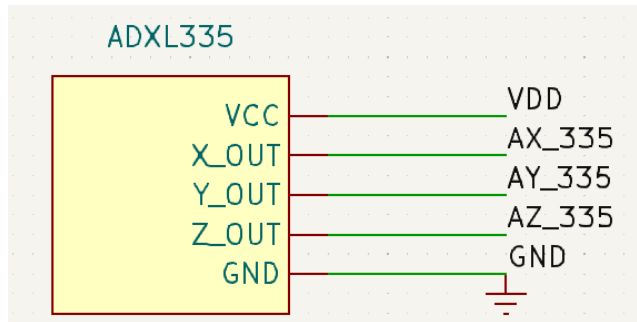 ADXL335
VCC VDD
X_OUT AX_335
Y_OUT AY_335
Z_OUT AZ_335
GND GND